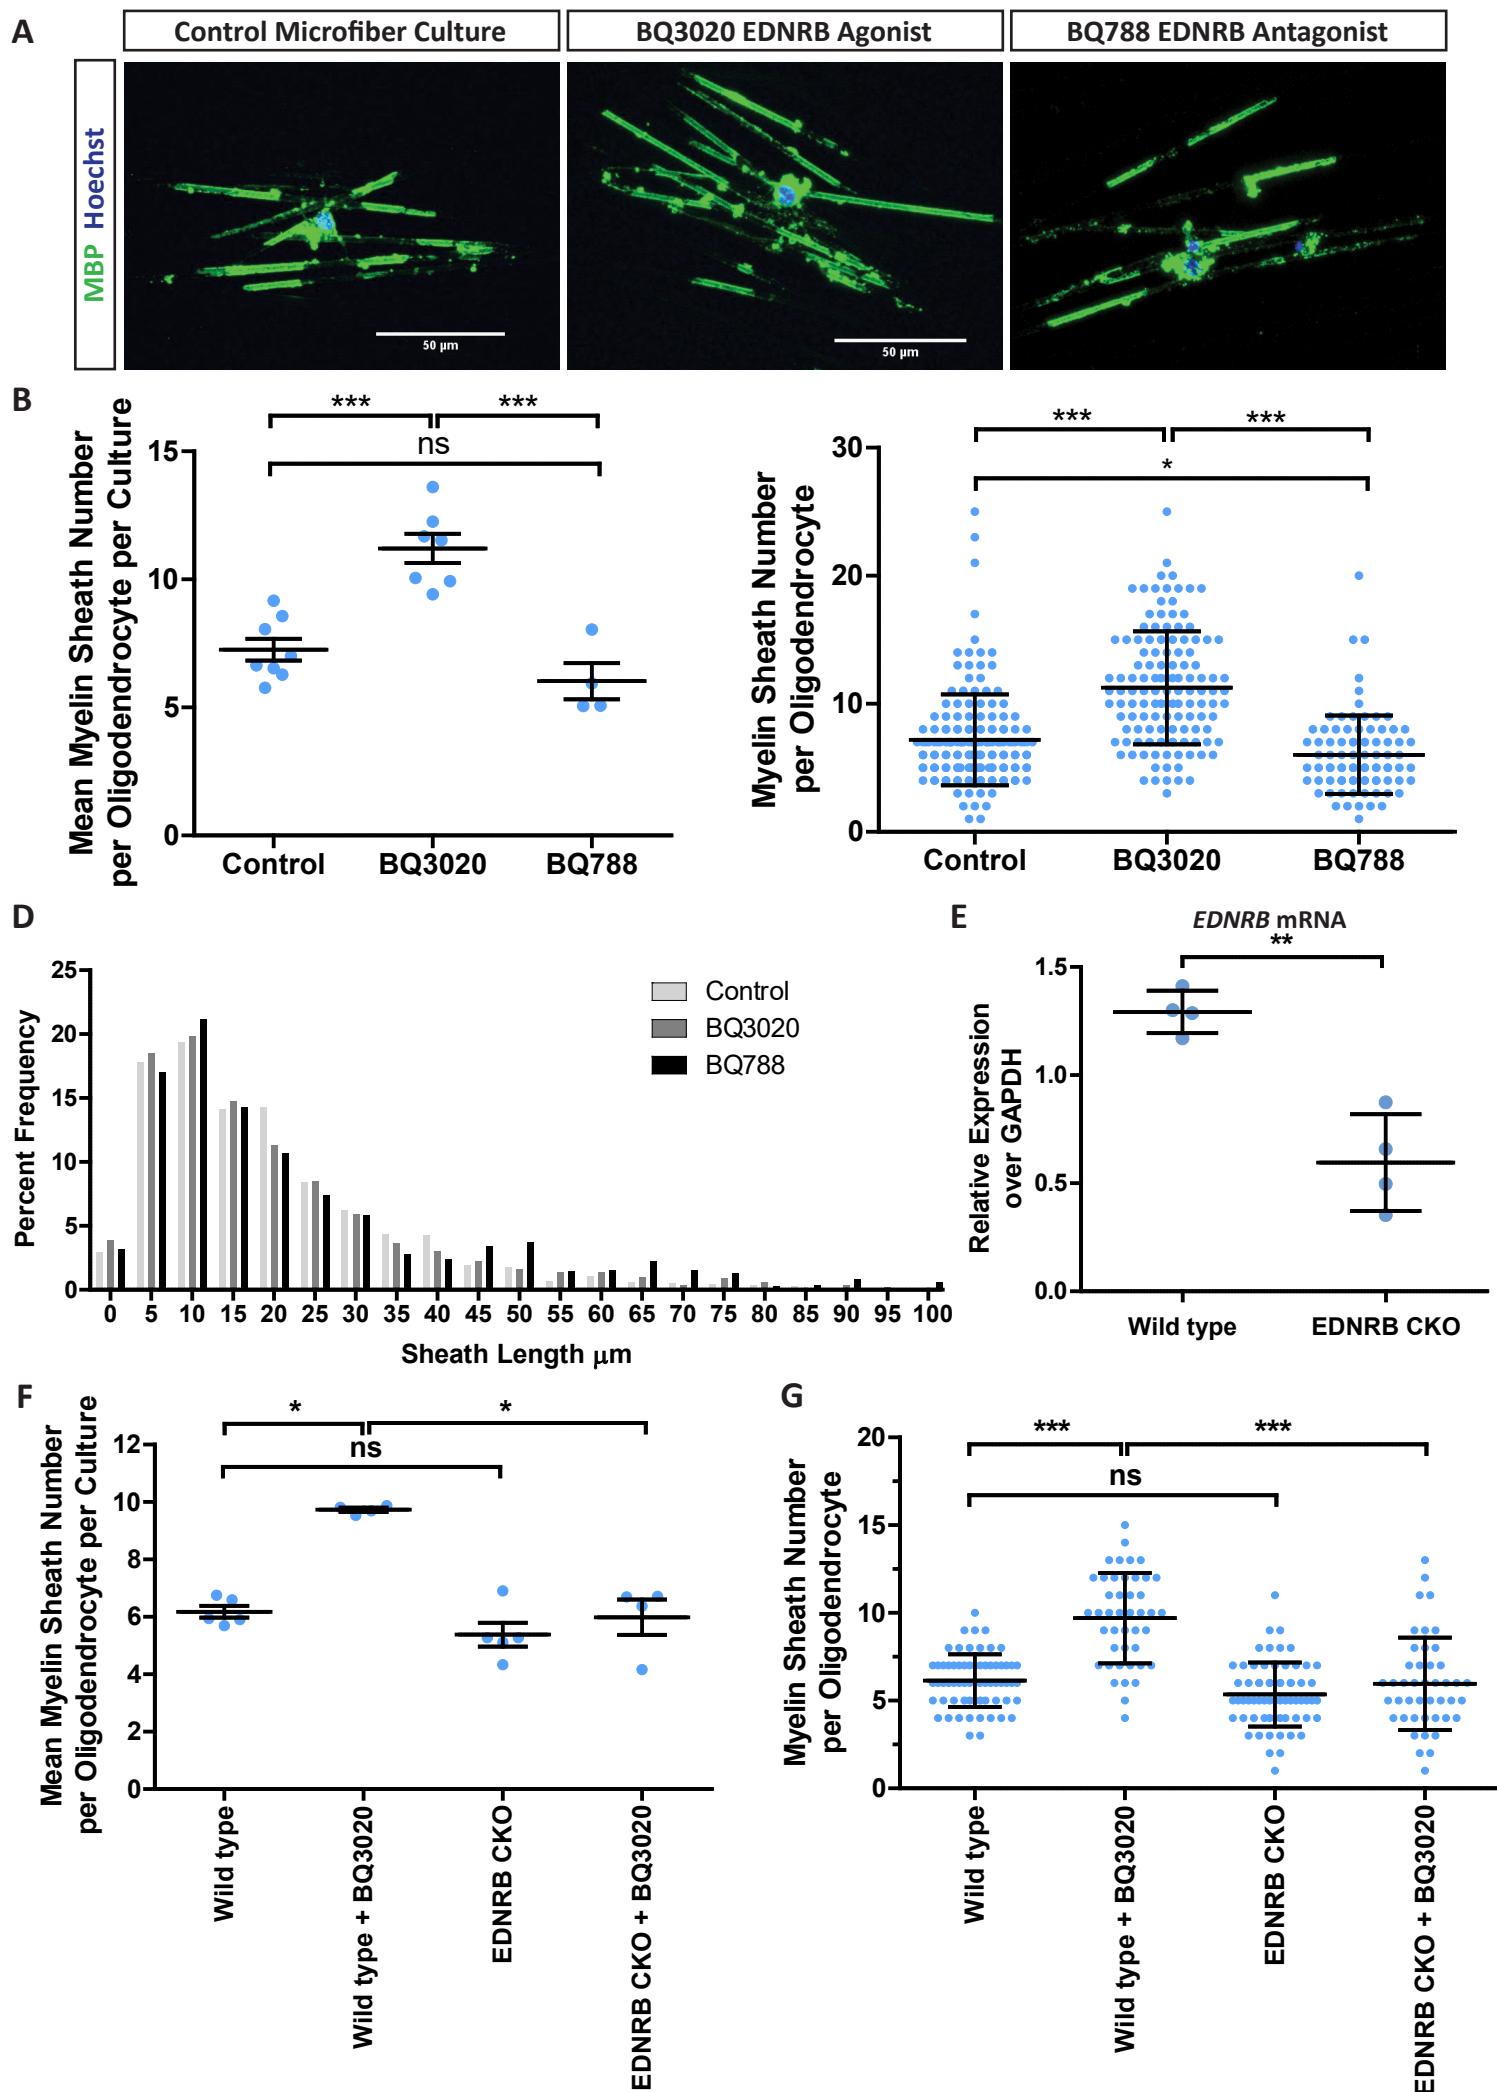 A
Control Microfiber Culture
BQ3020 EDNRB Agonist
BQ788 EDNRB Antagonist
MBP Hoechst
50 µm
50 µm
B
Mean Myelin Sheath Number
per Oligodendrocyte per Culture
15
10
5
0
***
***
ns
Control
BQ3020
BQ788
Myelin Sheath Number
per Oligodendrocyte
30
20
10
0
***
***
*
Control
BQ3020
BQ788
D
Percent Frequency
25
20
15
10
5
0
Control
BQ3020
BQ788
0 5 10 15 20 25 30 35 40 45 50 55 60 65 70 75 80 85 90 95 100
Sheath Length µm
E
EDNRB mRNA
**
Relative Expression
over GAPDH
1.5
1.0
0.5
0.0
Wild type
EDNRB CKO
F
Mean Myelin Sheath Number
per Oligodendrocyte per Culture
12
10
8
6
4
2
0
*
*
ns
Wild type
Wild type + BQ3020
EDNRB CKO
EDNRB CKO + BQ3020
G
Myelin Sheath Number
per Oligodendrocyte
20
15
10
5
0
***
***
ns
Wild type
Wild type + BQ3020
EDNRB CKO
EDNRB CKO + BQ3020